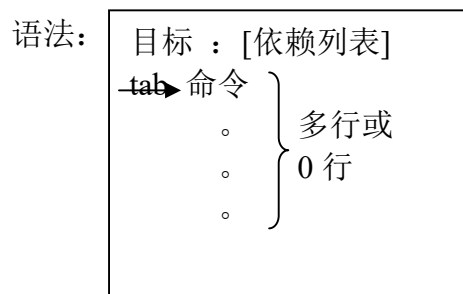 语法：
目标 ：[依赖列表]
tab 命令
。
。
。
多行或
0 行